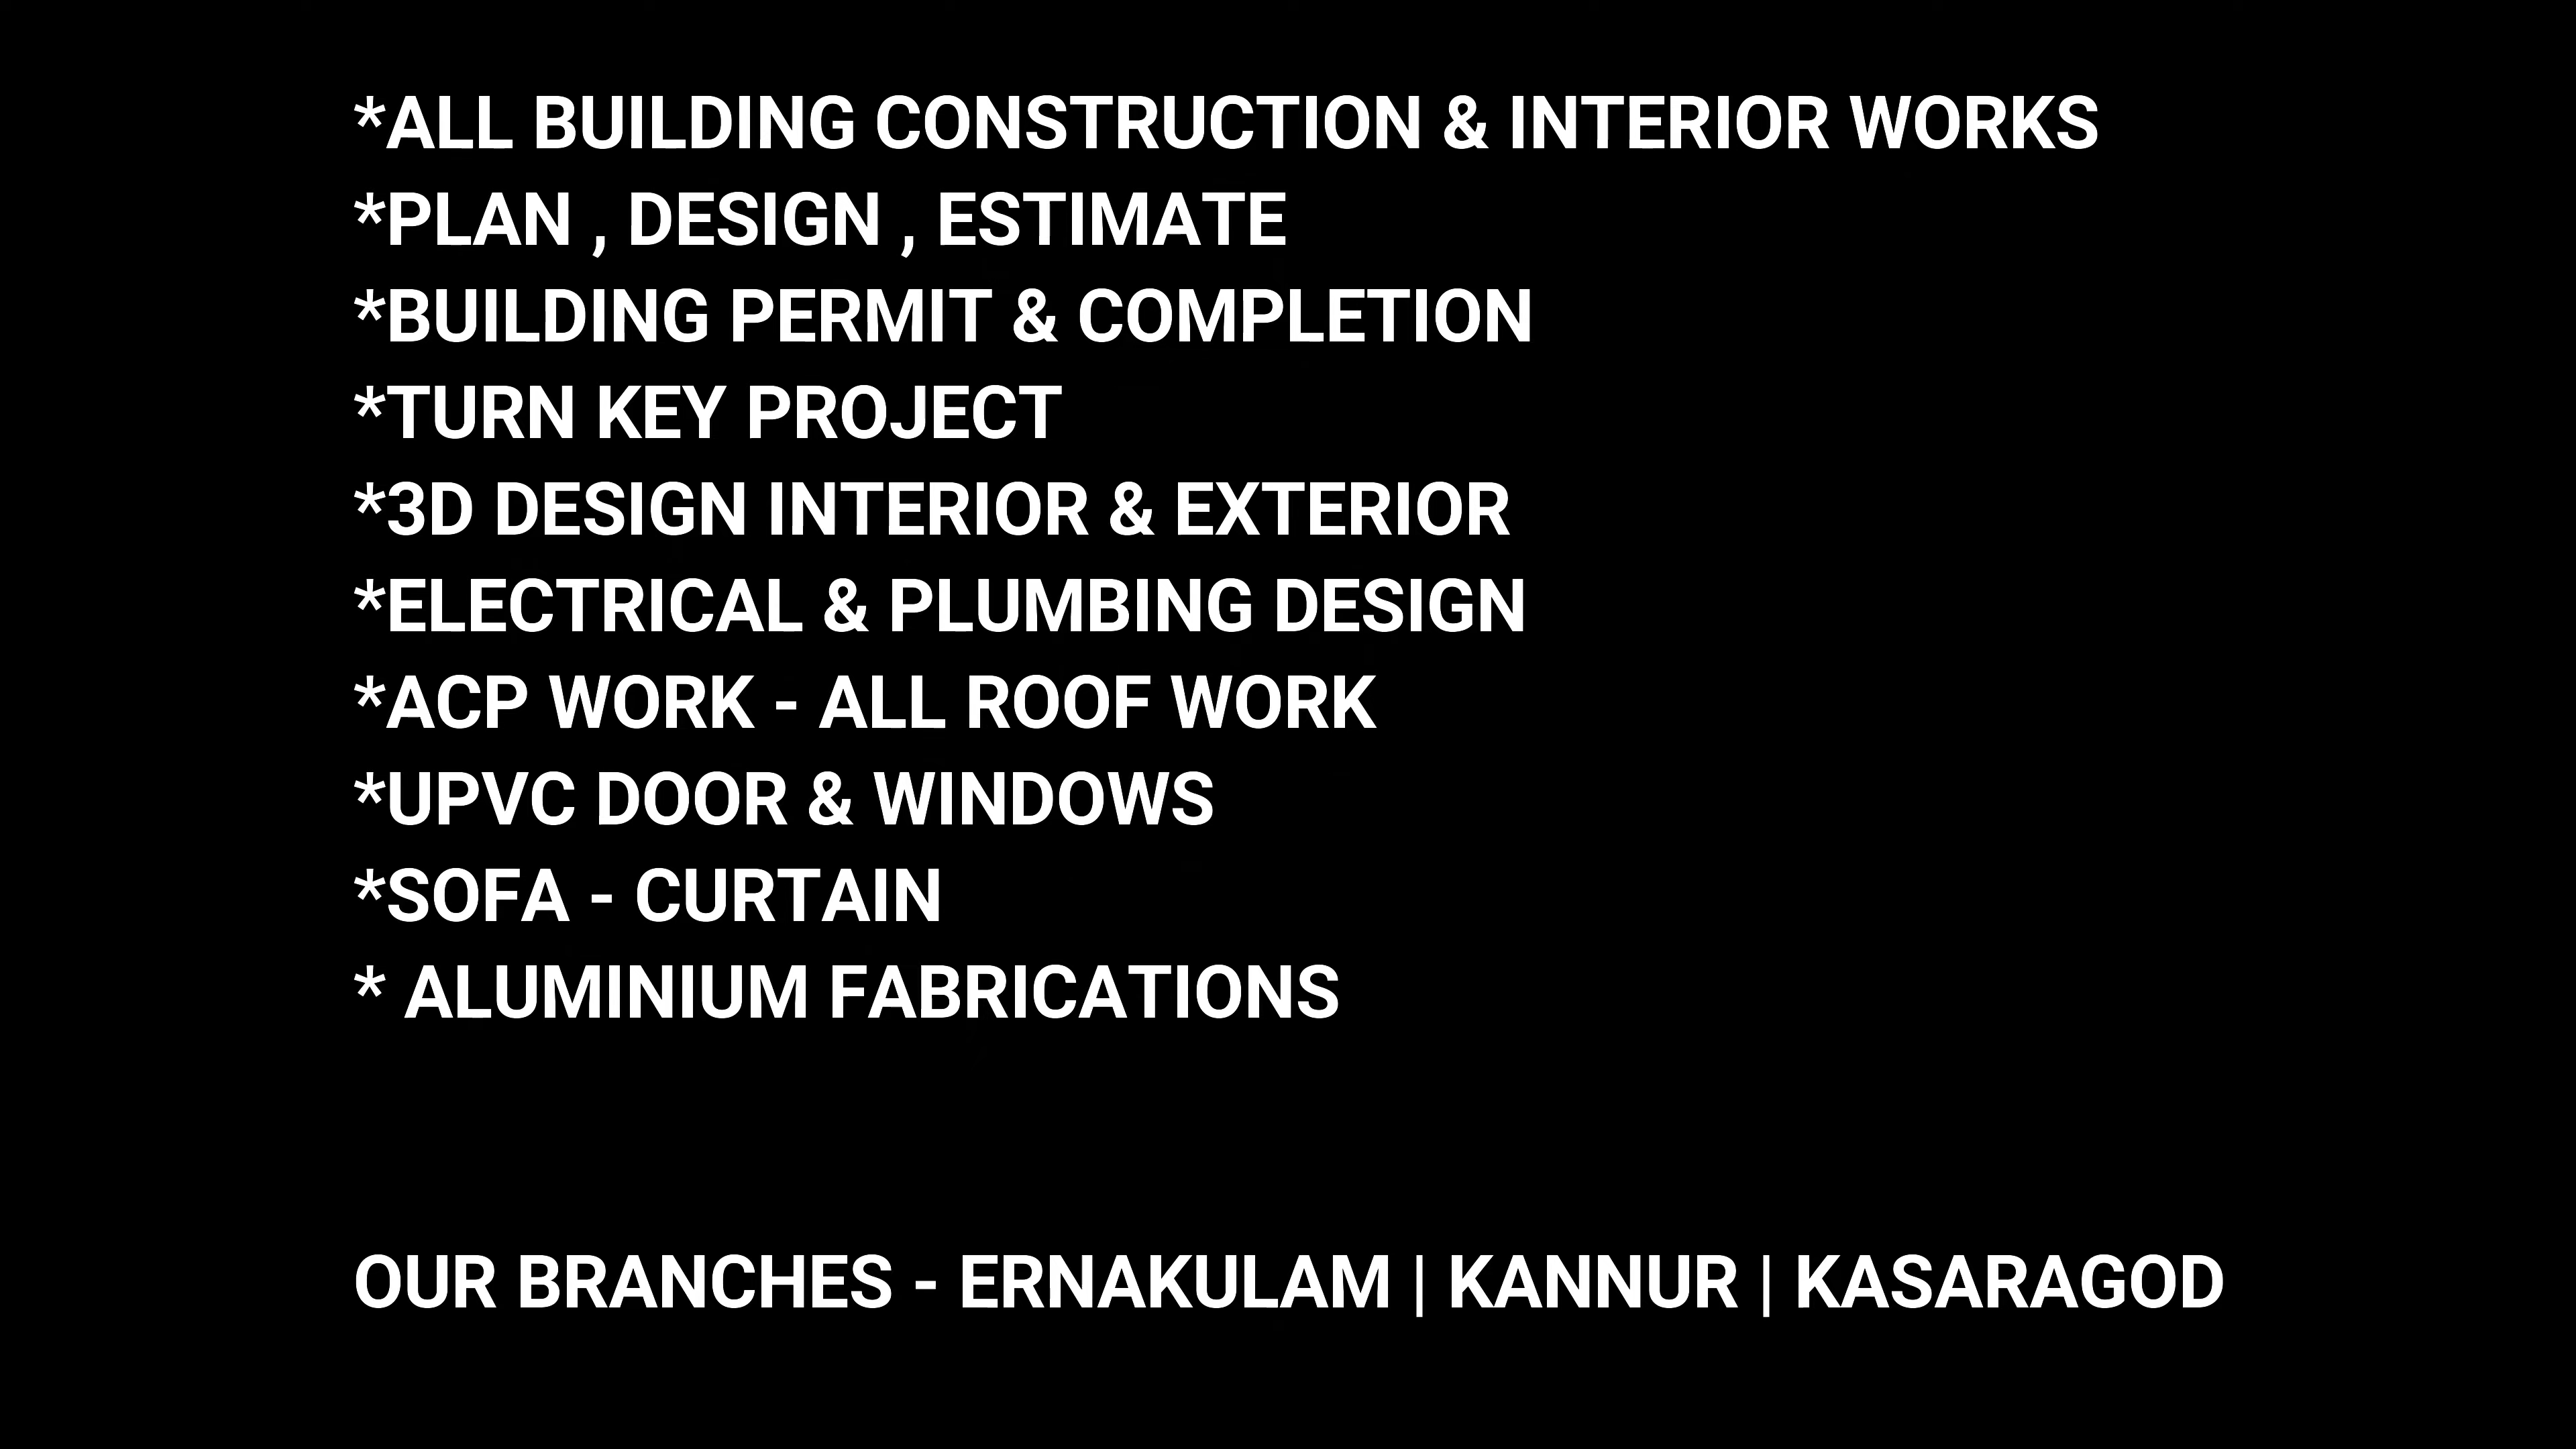 *ALL BUILDING CONSTRUCTION & INTERIOR WORKS
*PLAN , DESIGN , ESTIMATE
*BUILDING PERMIT & COMPLETION
*TURN KEY PROJECT
*3D DESIGN INTERIOR & EXTERIOR
*ELECTRICAL & PLUMBING DESIGN
*ACP WORK - ALL ROOF WORK
*UPVC DOOR & WINDOWS
*SOFA - CURTAIN
* ALUMINIUM FABRICATIONS
OUR BRANCHES - ERNAKULAM | KANNUR | KASARAGOD